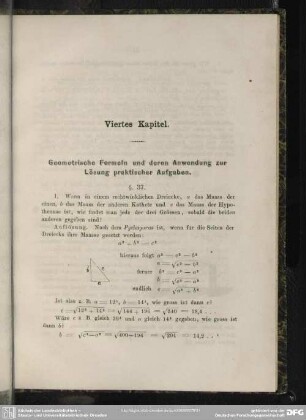 Viertes Kapitel.
Geometrische Formeln und deren Anwendung zur
Lösung praktischer Aufgaben.
§. 37.
1. Wenn in einem rechtwinklichen Dreiecke, a das Maass der
einen, b das Maass der anderen Kathete und c das Maass der Hypo-
thenuse ist, wie findet man jede der drei Grössen, sobald die beiden
anderen gegeben sind?
Auflösung. Nach dem Pythagoras ist, wenn für die Seiten der
Dreiecks ihre Maasse gesetzt werden:
a² + b² = c²
hieraus folgt a² = c² − b²
a = √c² − b²
ferner b² = c² − a²
b = √c² − a²
endlich c = √a² + b²
Ist also z. B. a = 12″, b = 14″, wie gross ist dann c?
c = √12² + 14² = √144 + 196 = √340 = 18,4 .
Wäre c z. B. gleich 20″ und a gleich 14″ gegeben, wie gross ist
dann b?
b = √c² − a² = √400 − 196 = √204 = 14,2 . .